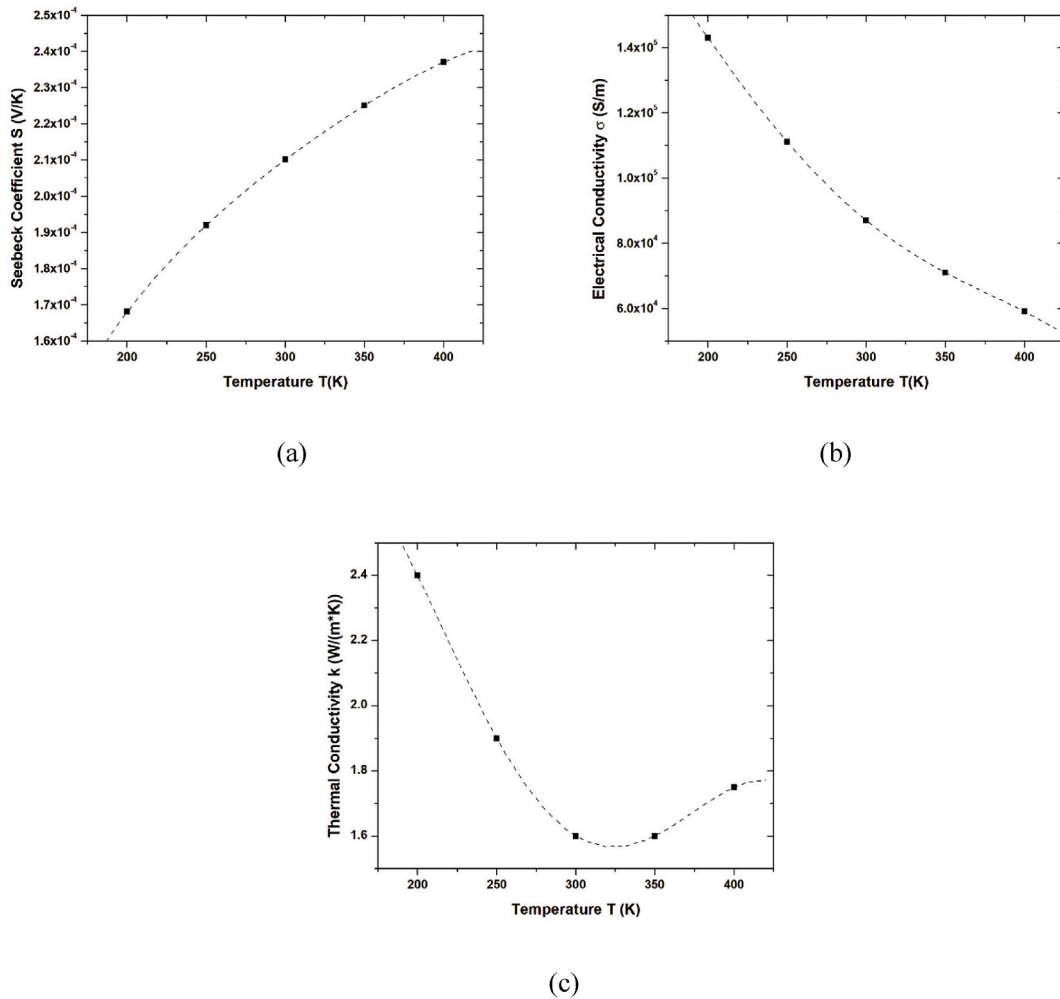 Seebeck Coefficient S (V/K)
2.5x10⁻⁴
2.4x10⁻⁴
2.3x10⁻⁴
2.2x10⁻⁴
2.1x10⁻⁴
2.0x10⁻⁴
1.9x10⁻⁴
1.8x10⁻⁴
1.7x10⁻⁴
1.6x10⁻⁴
200 250 300 350 400
Temperature T(K)
(a)
Electrical Conductivity σ (S/m)
1.4x10⁵
1.2x10⁵
1.0x10⁵
8.0x10⁴
6.0x10⁴
200 250 300 350 400
Temperature T(K)
(b)
Thermal Conductivity k (W/(m*K))
2.4
2.2
2.0
1.8
1.6
200 250 300 350 400
Temperature T (K)
(c)